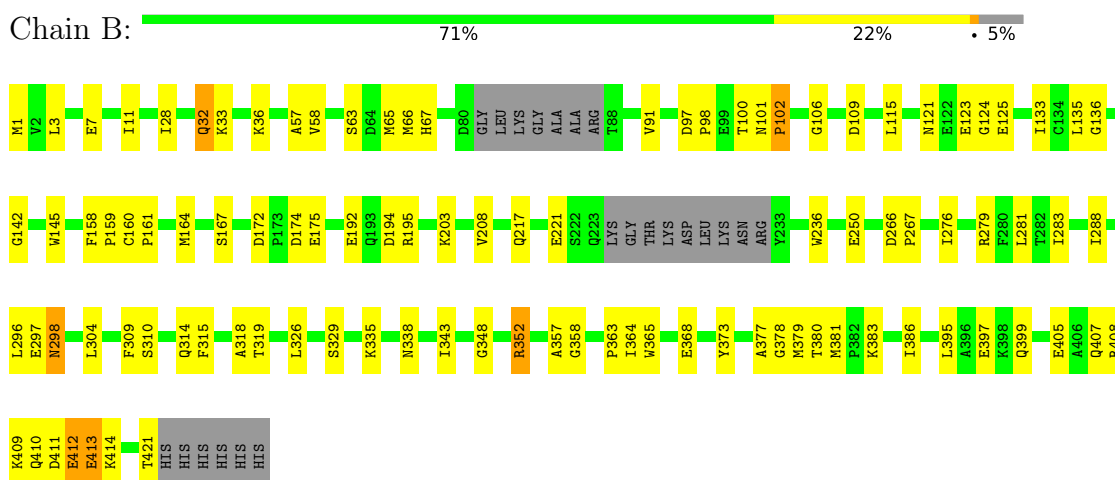 Chain B:
71% 22% • 5%
M1 V2 L3 E7 I11 I28 Q32 K33 K36 A57 V58 S63 D64 M65 M66 H67 D80 GLY LEU LYS GLY ALA ALA ARG T88 V91 D97 P98 E99 T100 N101 P102 G106 D109 L115 N121 E122 E123 G124 E125 I133 C134 L135 G136
G142 W145 F158 P159 C160 P161 M164 S167 D172 P173 D174 E175 E192 Q193 D194 R195 K203 V208 Q217 E221 S222 Q223 LYS GLY THR LYS ASP LEU LYS ASN ARG Y233 W236 E250 D266 P267 I276 R279 F280 L281 T282 I283 I288
L296 E297 N298 L304 F309 S310 Q314 F315 A318 T319 L326 S329 K335 N338 I343 G348 R352 A357 G358 P363 I364 W365 E368 Y373 A377 G378 M379 T380 M381 P382 K383 I386 L395 A396 E397 K398 Q399 E405 A406 Q407
K409 Q410 D411 E412 E413 K414 T421 HIS HIS HIS HIS HIS HIS